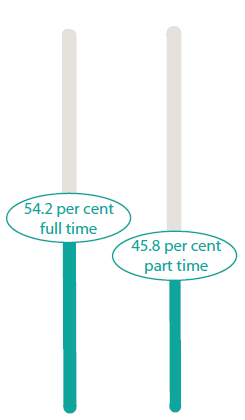 54.2 per cent
full time
45.8 per cent
part time